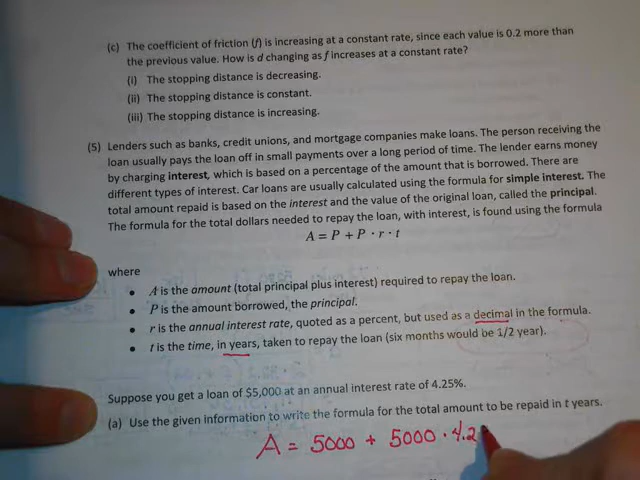 (c) The coefficient of friction (f) is increasing at a constant rate, since each value is 0.2 more than
the previous value. How is d changing as f increases at a constant rate?
(i) The stopping distance is decreasing.
(ii) The stopping distance is constant.
(iii) The stopping distance is increasing.
(5) Lenders such as banks, credit unions, and mortgage companies make loans. The person receiving the
loan usually pays the loan off in small payments over a long period of time. The lender earns money
by charging interest, which is based on a percentage of the amount that is borrowed. There are
different types of interest. Car loans are usually calculated using the formula for simple interest. The
total amount repaid is based on the interest and the value of the original loan, called the principal.
The formula for the total dollars needed to repay the loan, with interest, is found using the formula
A = P + P · r · t
where
• A is the amount (total principal plus interest) required to repay the loan.
• P is the amount borrowed, the principal.
• r is the annual interest rate, quoted as a percent, but used as a decimal in the formula.
• t is the time, in years, taken to repay the loan (six months would be 1/2 year).
Suppose you get a loan of $5,000 at an annual interest rate of 4.25%.
(a) Use the given information to write the formula for the total amount to be repaid in t years.
A = 5000 + 5000 · 4.2